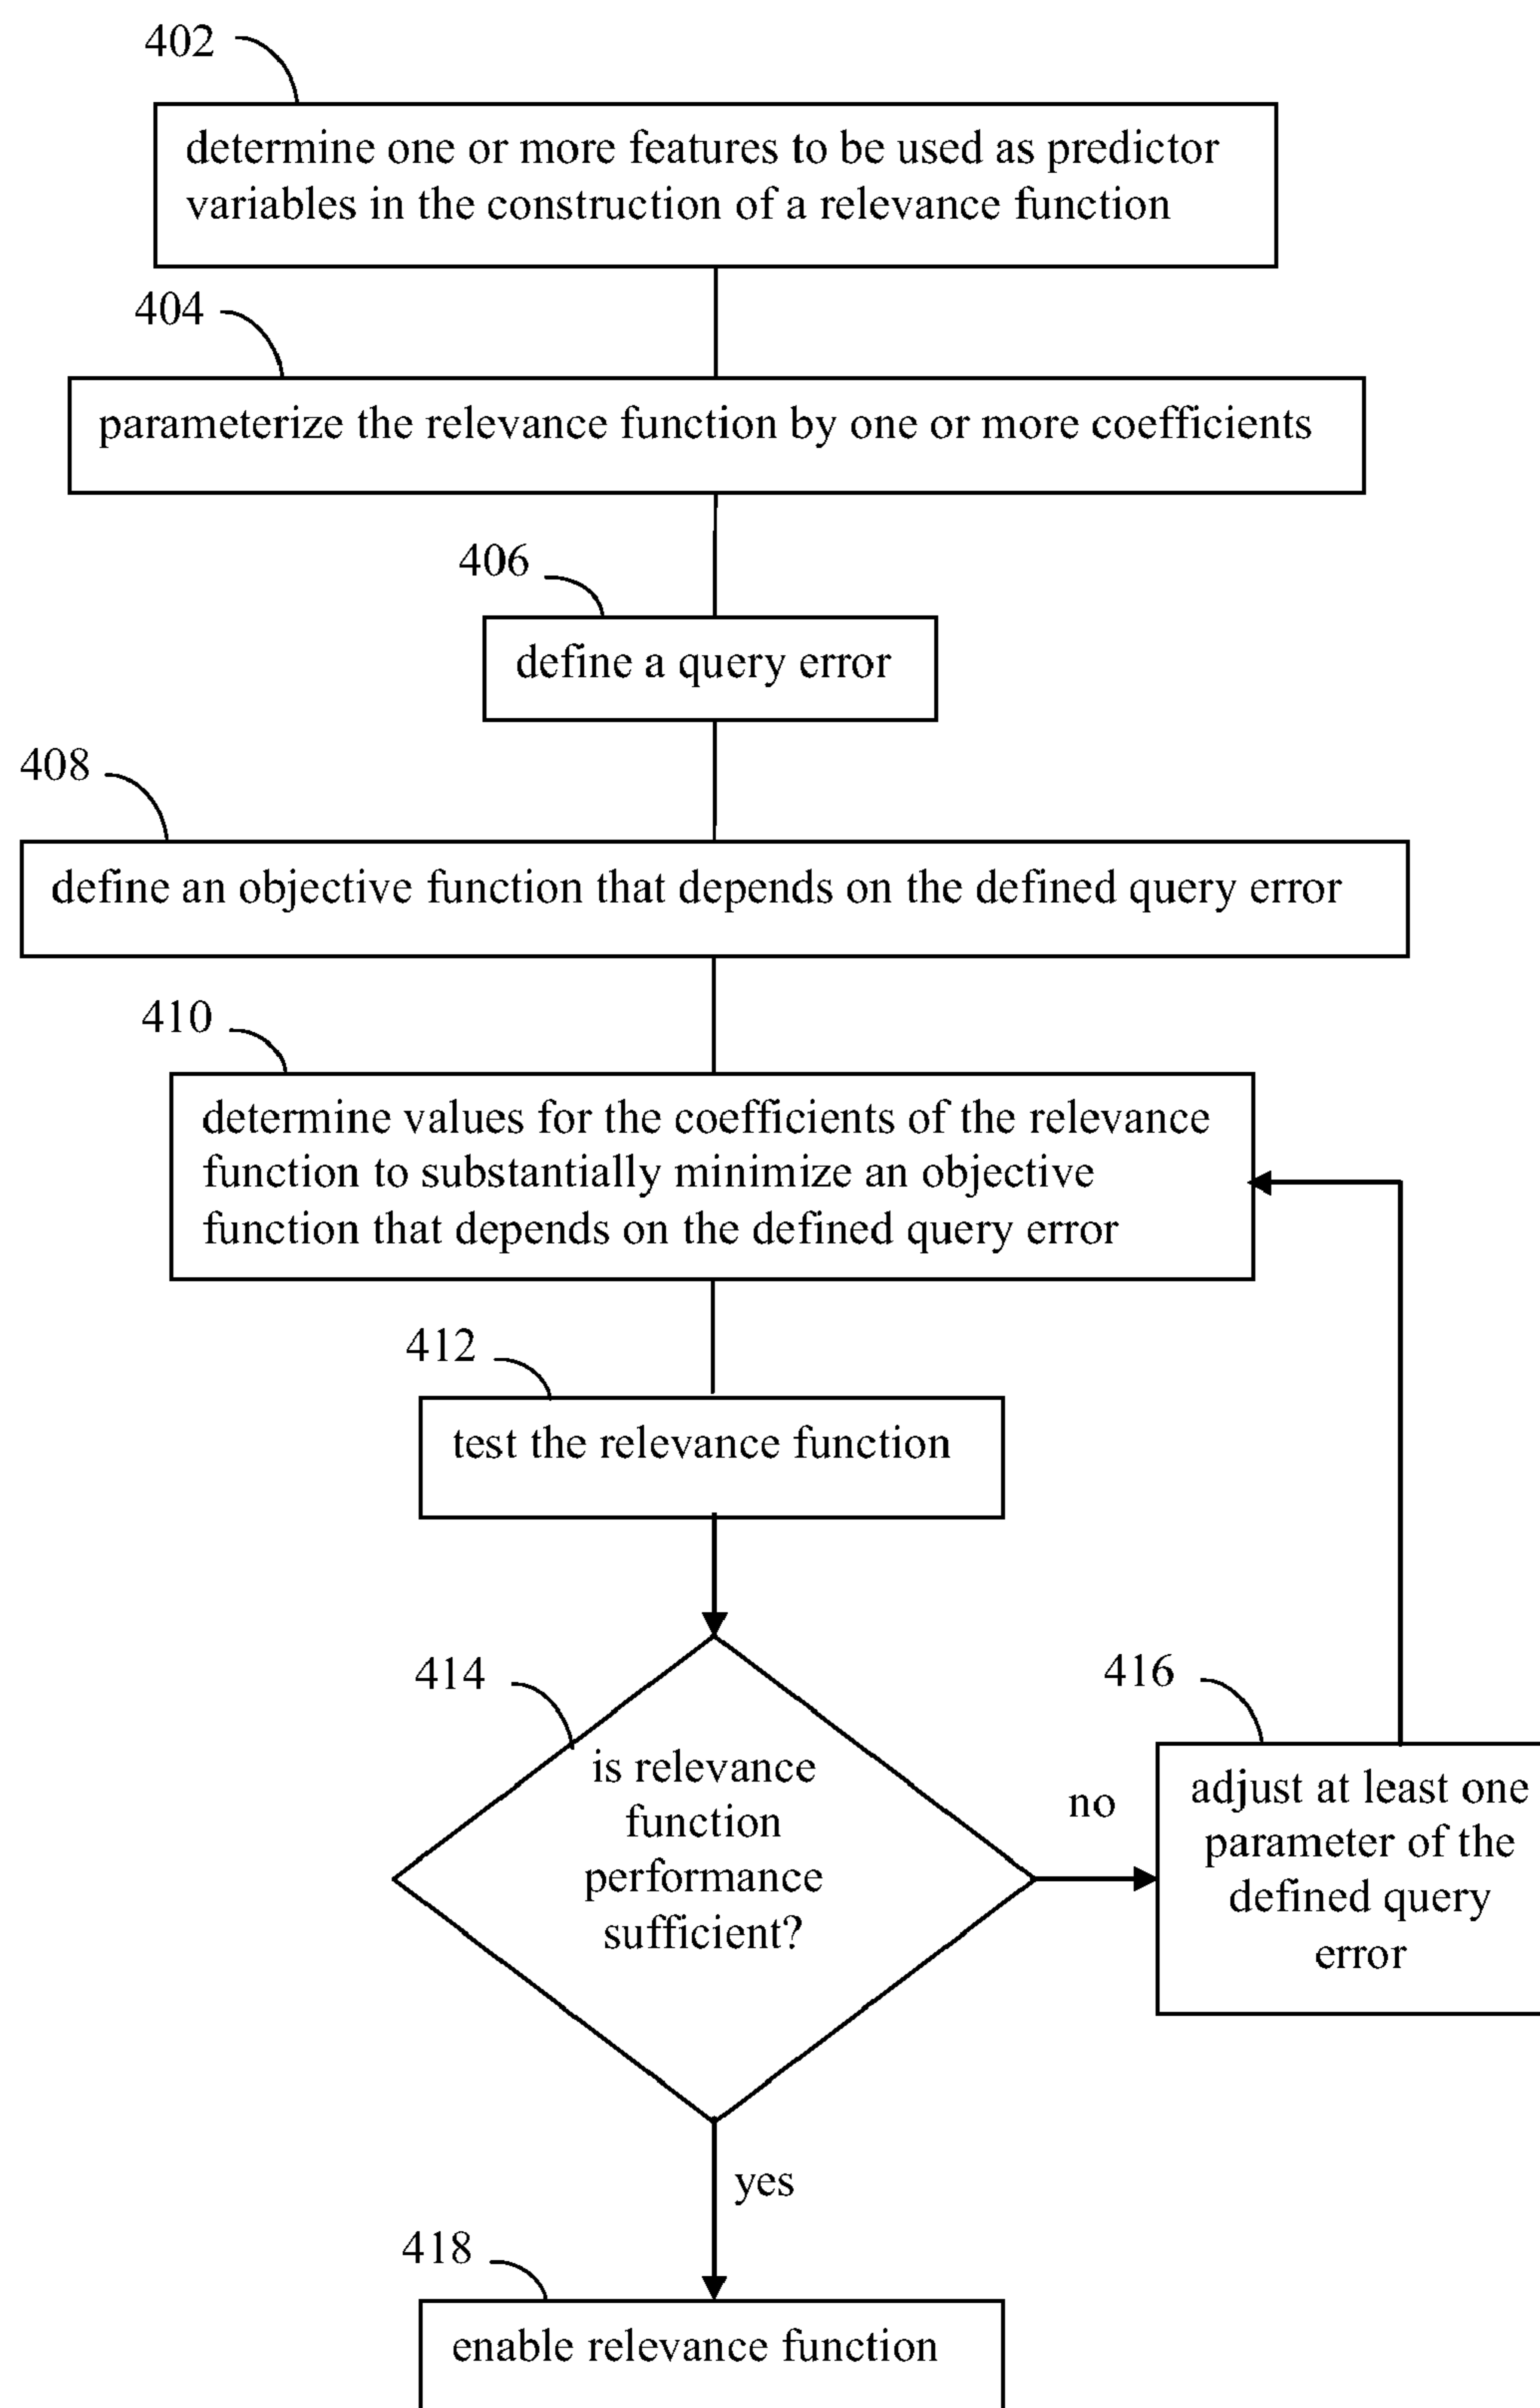 402
determine one or more features to be used as predictor
variables in the construction of a relevance function
404
parameterize the relevance function by one or more coefficients
406
define a query error
408
define an objective function that depends on the defined query error
410
determine values for the coefficients of the relevance
function to substantially minimize an objective
function that depends on the defined query error
412
test the relevance function
414
is relevance
function
performance
sufficient?
no
416
adjust at least one
parameter of the
defined query
error
yes
418
enable relevance function